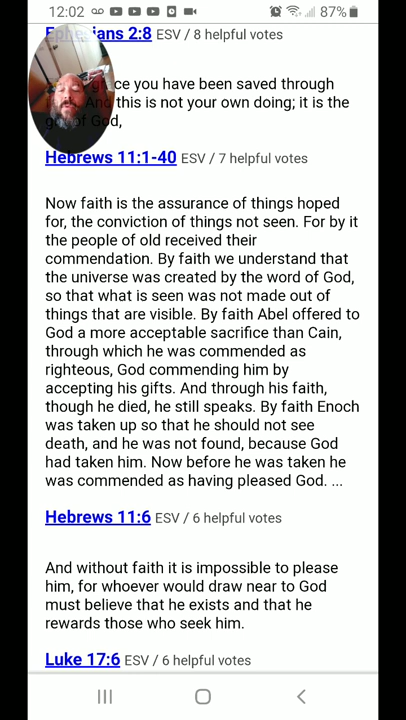 12:02 87%
Ephesians 2:8 ESV / 8 helpful votes
ce you have been saved through
And this is not your own doing; it is the
of God,
Hebrews 11:1-40 ESV / 7 helpful votes
Now faith is the assurance of things hoped
for, the conviction of things not seen. For by it
the people of old received their
commendation. By faith we understand that
the universe was created by the word of God,
so that what is seen was not made out of
things that are visible. By faith Abel offered to
God a more acceptable sacrifice than Cain,
through which he was commended as
righteous, God commending him by
accepting his gifts. And through his faith,
though he died, he still speaks. By faith Enoch
was taken up so that he should not see
death, and he was not found, because God
had taken him. Now before he was taken he
was commended as having pleased God. ...
Hebrews 11:6 ESV / 6 helpful votes
And without faith it is impossible to please
him, for whoever would draw near to God
must believe that he exists and that he
rewards those who seek him.
Luke 17:6 ESV / 6 helpful votes